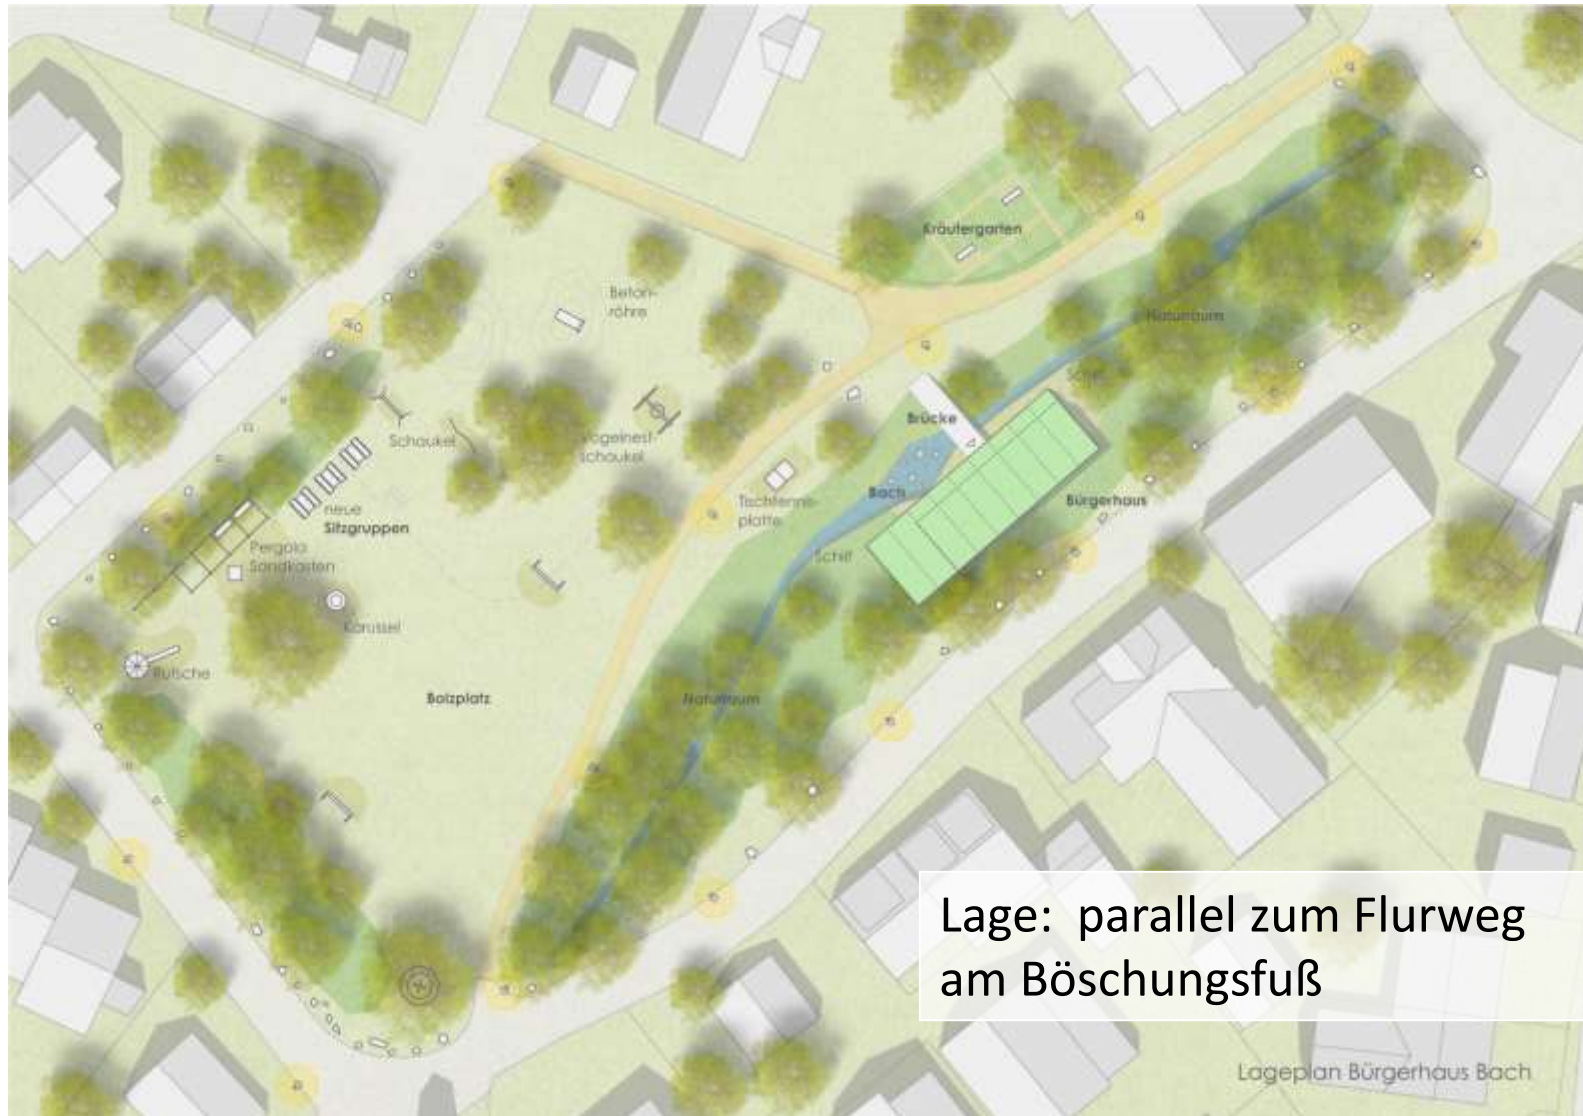 Kräutergarten
Beton-
röhre
Naturraum
Schilf
Brücke
Schaukel
Vogelnest-
schaukel
Bach
Bürgerhaus
Tischtennis-
platte
neue
Sitzgruppen
Pergola
Sandkasten
Schilf
Karussel
Rutsche
Bolzplatz
Naturraum
Lage: parallel zum Flurweg
am Böschungsfuß
Lageplan Bürgerhaus Bach